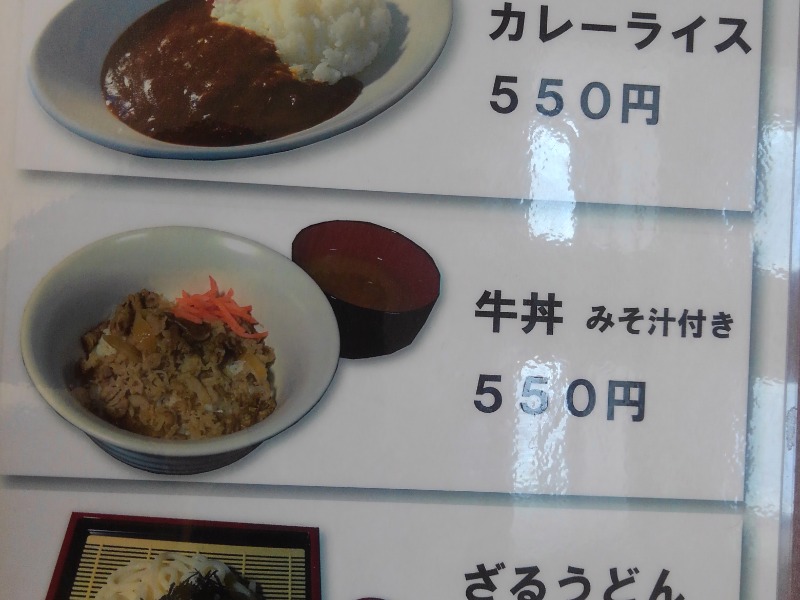 カレーライス
５５０円
牛丼 みそ汁付き
５５０円
ざるうどん